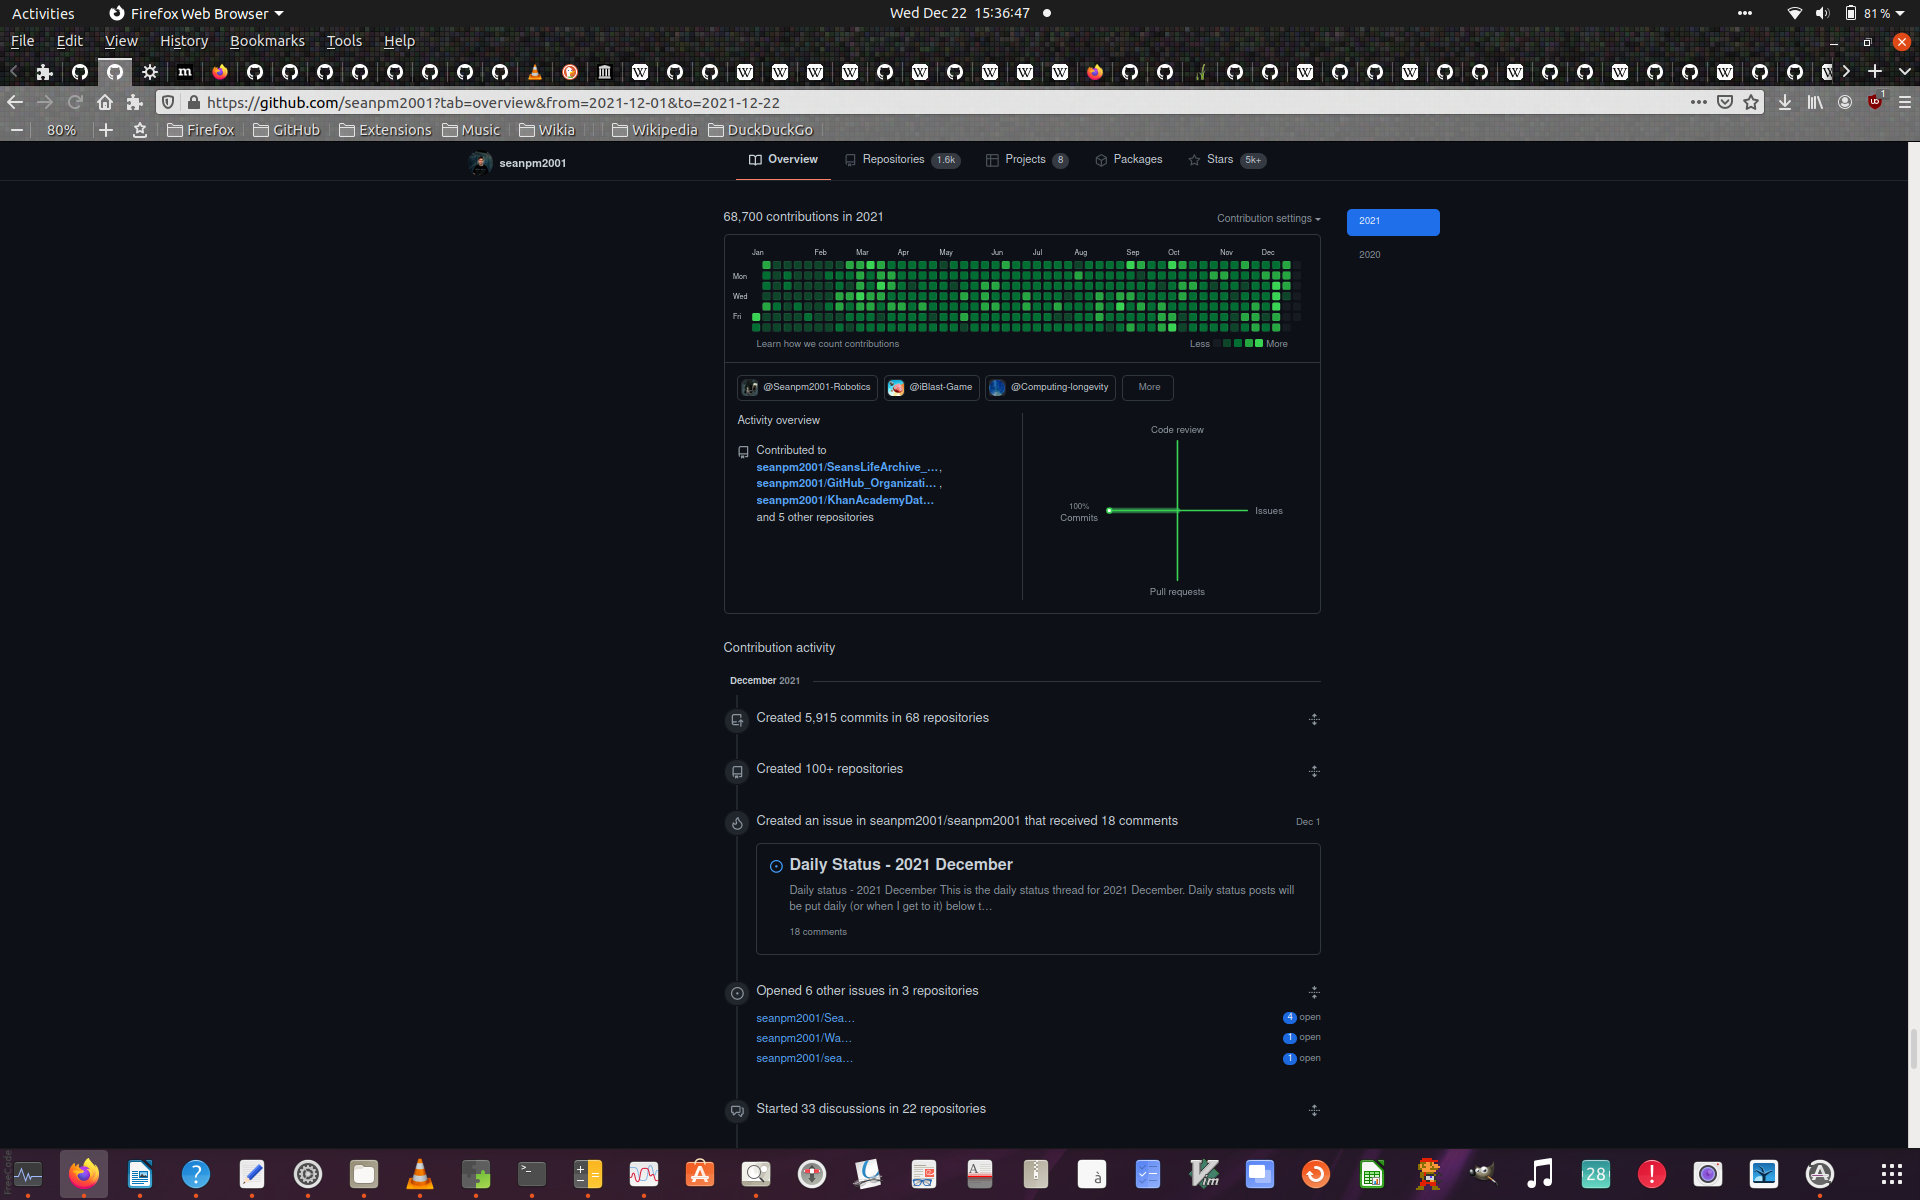 Activities
Firefox Web Browser
Wed Dec 22 15:36:47
81 %
File Edit View History Bookmarks Tools Help
https://github.com/seanpm2001?tab=overview&from=2021-12-01&to=2021-12-22
1
80%
Firefox
GitHub
Extensions
Music
Wikia
Wikipedia
DuckDuckGo
seanpm2001
Overview
Repositories 1.6k
Projects 8
Packages
Stars 5k+
68,700 contributions in 2021
Contribution settings
2021
2020
Jan Feb Mar Apr May Jun Jul Aug Sep Oct Nov Dec
Mon
Wed
Fri
Learn how we count contributions
Less
More
@Seanpm2001-Robotics
@iBlast-Game
@Computing-longevity
More
Activity overview
Contributed to
seanpm2001/SeansLifeArchive_...,
seanpm2001/GitHub_Organizati... ,
seanpm2001/KhanAcademyDat...
and 5 other repositories
Code review
100%
Commits
Issues
Pull requests
Contribution activity
December 2021
Created 5,915 commits in 68 repositories
Created 100+ repositories
Created an issue in seanpm2001/seanpm2001 that received 18 comments
Dec 1
Daily Status - 2021 December
Daily status - 2021 December This is the daily status thread for 2021 December. Daily status posts will
be put daily (or when I get to it) below t...
18 comments
Opened 6 other issues in 3 repositories
seanpm2001/Sea...
4 open
seanpm2001/Wa...
1 open
seanpm2001/sea...
1 open
Started 33 discussions in 22 repositories
FreeCode
Vim
28